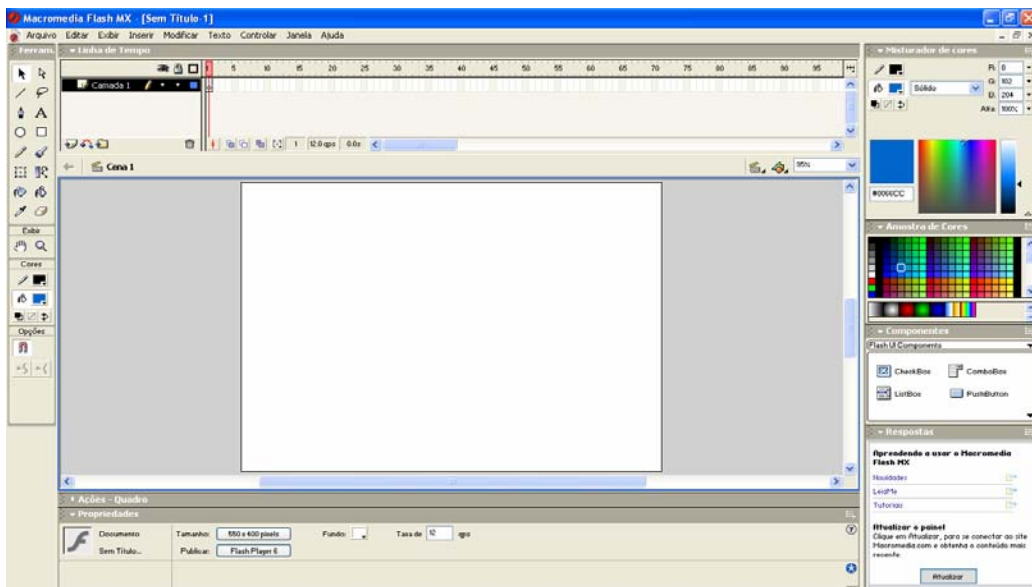 Macromedia Flash MX - [Sem Título-1]
Arquivo Editar Exibir Inserir Modificar Texto Controlar Janela Ajuda
Ferram.
Linha de Tempo
Camada 1
1 5 10 15 20 25 30 35 40 45 50 55 60 65 70 75 80 85 90 95
1 12.0 qps 0.0s
Cena 1
95%
Exibir
Cores
Opções
Misturador de cores
R: 0
G: 102
Sólido
B: 204
Alfa: 100%
#0066CC
Amostra de Cores
Componentes
Flash UI Components
CheckBox ComboBox
ListBox PushButton
Respostas
Aprendendo a usar o Macromedia
Flash MX
Novidades
LeiaMe
Tutoriais
Atualizar o painel
Clique em Atualizar, para se conectar ao site
Macromedia.com e obtenha o conteúdo mais
recente.
Atualizar
Ações - Quadro
Propriedades
Documento
Tamanho: 550 x 400 pixels
Fundo:
Taxa de 12 qps
Sem Título...
Publicar: Flash Player 6